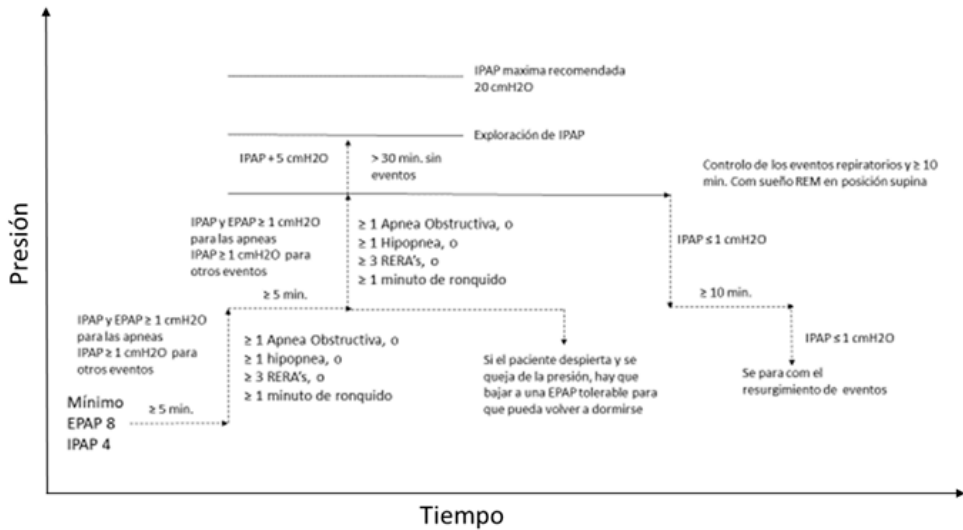 IPAP maxima recomendada
20 cmH2O
Exploración de IPAP
IPAP + 5 cmH2O
> 30 min. sin
eventos
Controlo de los eventos repiratorios y ≥ 10
min. Com sueño REM en posición supina
IPAP y EPAP ≥ 1 cmH2O
para las apneas
IPAP ≥ 1 cmH2O para
otros eventos
≥ 1 Apnea Obstructiva, o
≥ 1 Hipopnea, o
≥ 3 RERA's, o
≥ 1 minuto de ronquido
IPAP ≤ 1 cmH2O
≥ 5 min.
≥ 10 min.
IPAP y EPAP ≥ 1 cmH2O
para las apneas
IPAP ≥ 1 cmH2O para
otros eventos
≥ 1 Apnea Obstructiva, o
≥ 1 hipopnea, o
≥ 3 RERA's, o
≥ 1 minuto de ronquido
Si el paciente despierta y se
queja de la presión, hay que
bajar a una EPAP tolerable para
que pueda volver a dormirse
IPAP ≤ 1 cmH2O
Se para com el
resurgimiento de eventos
Mínimo
EPAP 8
IPAP 4
≥ 5 min.
Presión
Tiempo